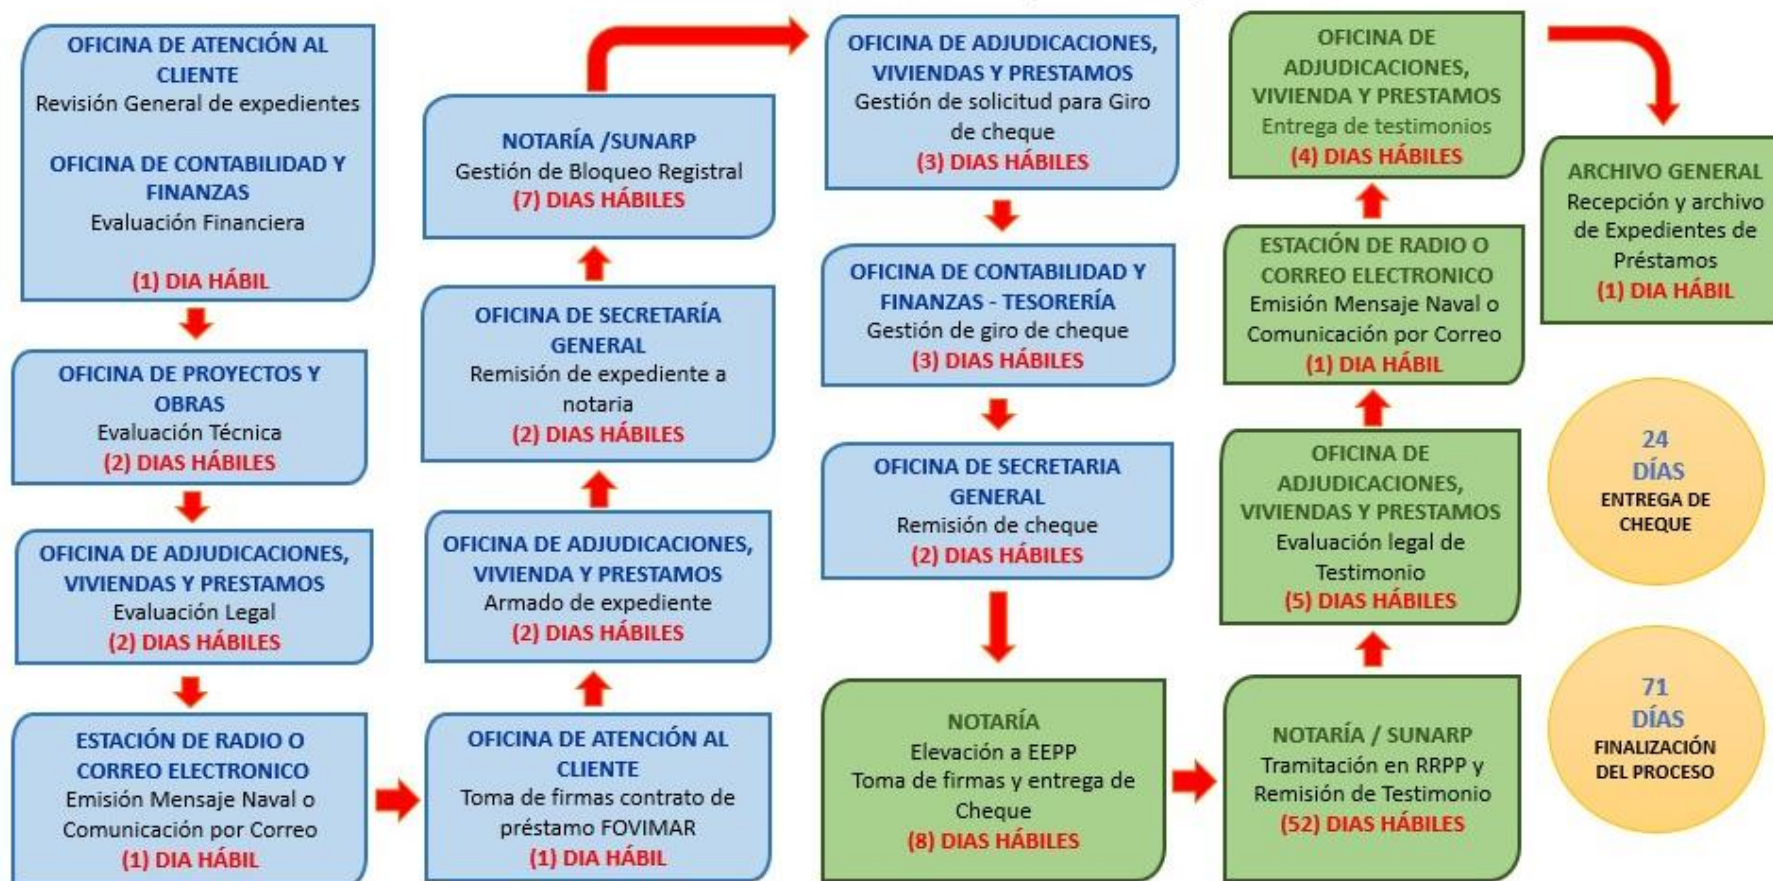 OFICINA DE ATENCIÓN AL
CLIENTE
Revisión General de expedientes
OFICINA DE CONTABILIDAD Y
FINANZAS
Evaluación Financiera
(1) DIA HÁBIL
OFICINA DE PROYECTOS Y
OBRAS
Evaluación Técnica
(2) DIAS HÁBILES
OFICINA DE ADJUDICACIONES,
VIVIENDAS Y PRESTAMOS
Evaluación Legal
(2) DIAS HÁBILES
ESTACIÓN DE RADIO O
CORREO ELECTRONICO
Emisión Mensaje Naval o
Comunicación por Correo
(1) DIA HÁBIL
OFICINA DE ATENCIÓN AL
CLIENTE
Toma de firmas contrato de
préstamo FOVIMAR
(1) DIA HÁBIL
OFICINA DE ADJUDICACIONES,
VIVIENDA Y PRESTAMOS
Armado de expediente
(2) DIAS HÁBILES
OFICINA DE SECRETARÍA
GENERAL
Remisión de expediente a
notaria
(2) DIAS HÁBILES
NOTARÍA /SUNARP
Gestión de Bloqueo Registral
(7) DIAS HÁBILES
OFICINA DE ADJUDICACIONES,
VIVIENDAS Y PRESTAMOS
Gestión de solicitud para Giro
de cheque
(3) DIAS HÁBILES
OFICINA DE CONTABILIDAD Y
FINANZAS - TESORERÍA
Gestión de giro de cheque
(3) DIAS HÁBILES
OFICINA DE SECRETARIA
GENERAL
Remisión de cheque
(2) DIAS HÁBILES
NOTARÍA
Elevación a EEPP
Toma de firmas y entrega de
Cheque
(8) DIAS HÁBILES
NOTARÍA / SUNARP
Tramitación en RRPP y
Remisión de Testimonio
(52) DIAS HÁBILES
OFICINA DE
ADJUDICACIONES,
VIVIENDAS Y PRESTAMOS
Evaluación legal de
Testimonio
(5) DIAS HÁBILES
ESTACIÓN DE RADIO O
CORREO ELECTRONICO
Emisión Mensaje Naval o
Comunicación por Correo
(1) DIA HÁBIL
OFICINA DE
ADJUDICACIONES,
VIVIENDA Y PRESTAMOS
Entrega de testimonios
(4) DIAS HÁBILES
ARCHIVO GENERAL
Recepción y archivo
de Expedientes de
Préstamos
(1) DIA HÁBIL
24
DÍAS
ENTREGA DE
CHEQUE
71
DÍAS
FINALIZACIÓN
DEL PROCESO